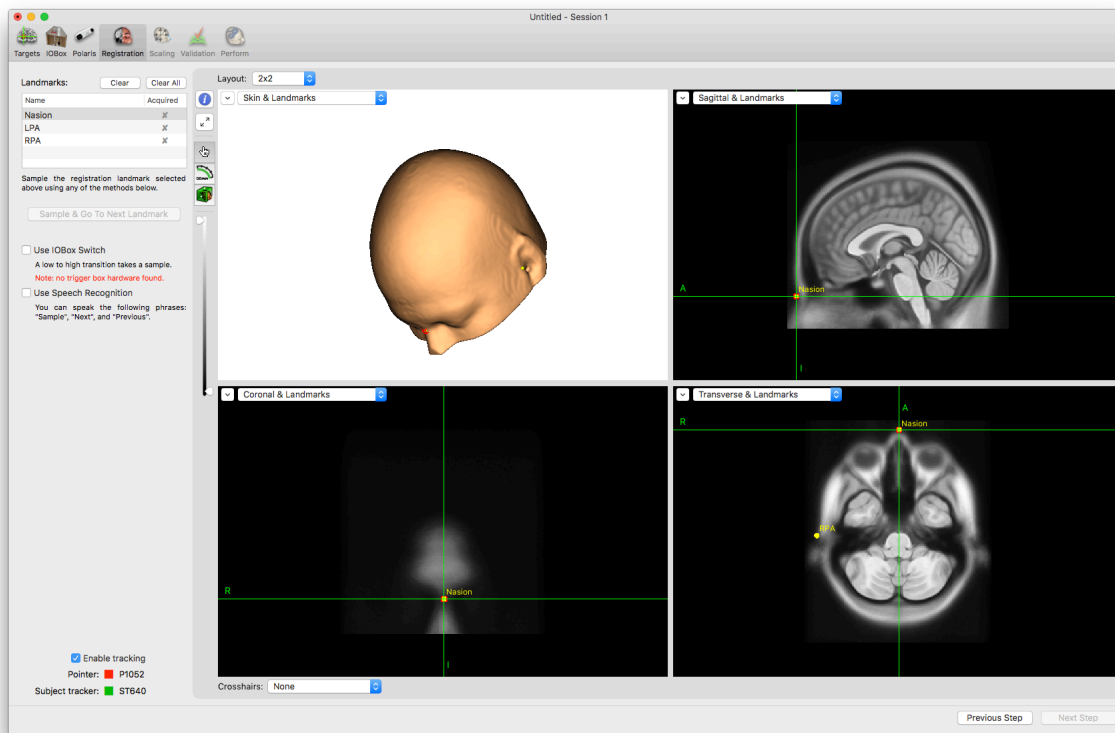 Untitled - Session 1
Targets IOBox Polaris Registration Scaling Validation Perform
Landmarks: Clear Clear All
Name Acquired
Nasion ✘
LPA ✘
RPA ✘
Sample the registration landmark selected
above using any of the methods below.
Sample & Go To Next Landmark
Use IOBox Switch
A low to high transition takes a sample.
Note: no trigger box hardware found.
Use Speech Recognition
You can speak the following phrases:
"Sample", "Next", and "Previous".
Enable tracking
Pointer: P1052
Subject tracker: ST640
Layout: 2x2
Skin & Landmarks
Sagittal & Landmarks
A
Nasion
I
Coronal & Landmarks
R
Nasion
I
Transverse & Landmarks
A
R
Nasion
RPA
Crosshairs: None
Previous Step Next Step